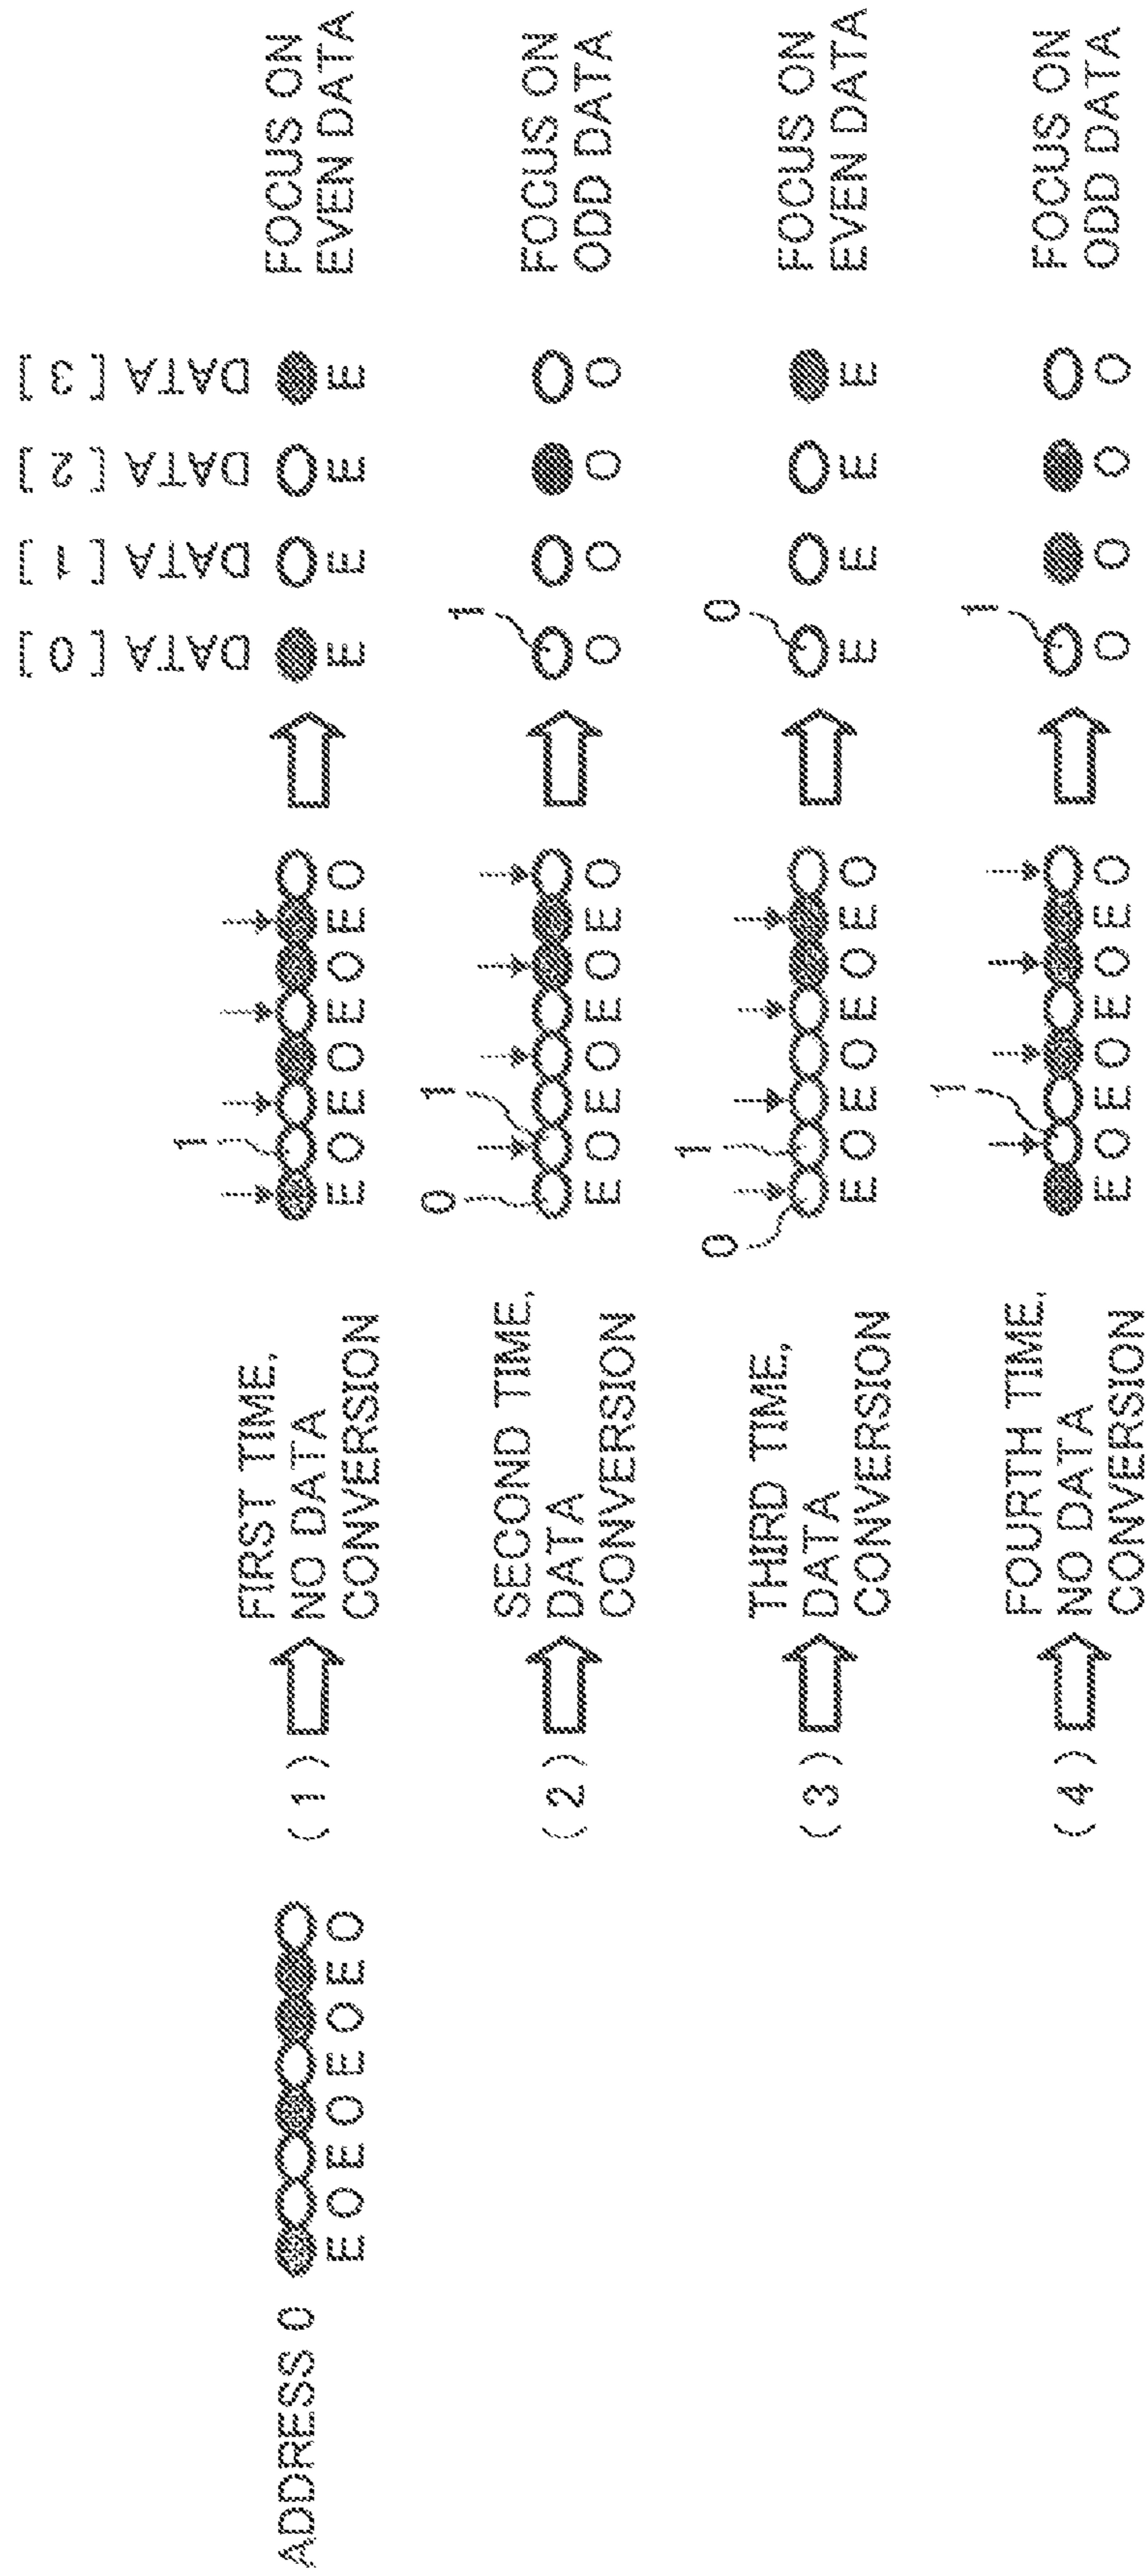 DATA [0]
DATA [1]
DATA [2]
DATA [3]
ADDRESS 0
E O E O E O E O
(1)
FIRST TIME,
NO DATA
CONVERSION
1
E O E O E O E O
E E E E
FOCUS ON
EVEN DATA
(2)
SECOND TIME,
DATA
CONVERSION
0 1
E O E O E O E O
1
O O O O
FOCUS ON
ODD DATA
(3)
THIRD TIME,
DATA
CONVERSION
0 1
E O E O E O E O
0
E E E E
FOCUS ON
EVEN DATA
(4)
FOURTH TIME,
NO DATA
CONVERSION
1
E O E O E O E O
1
O O O O
FOCUS ON
ODD DATA